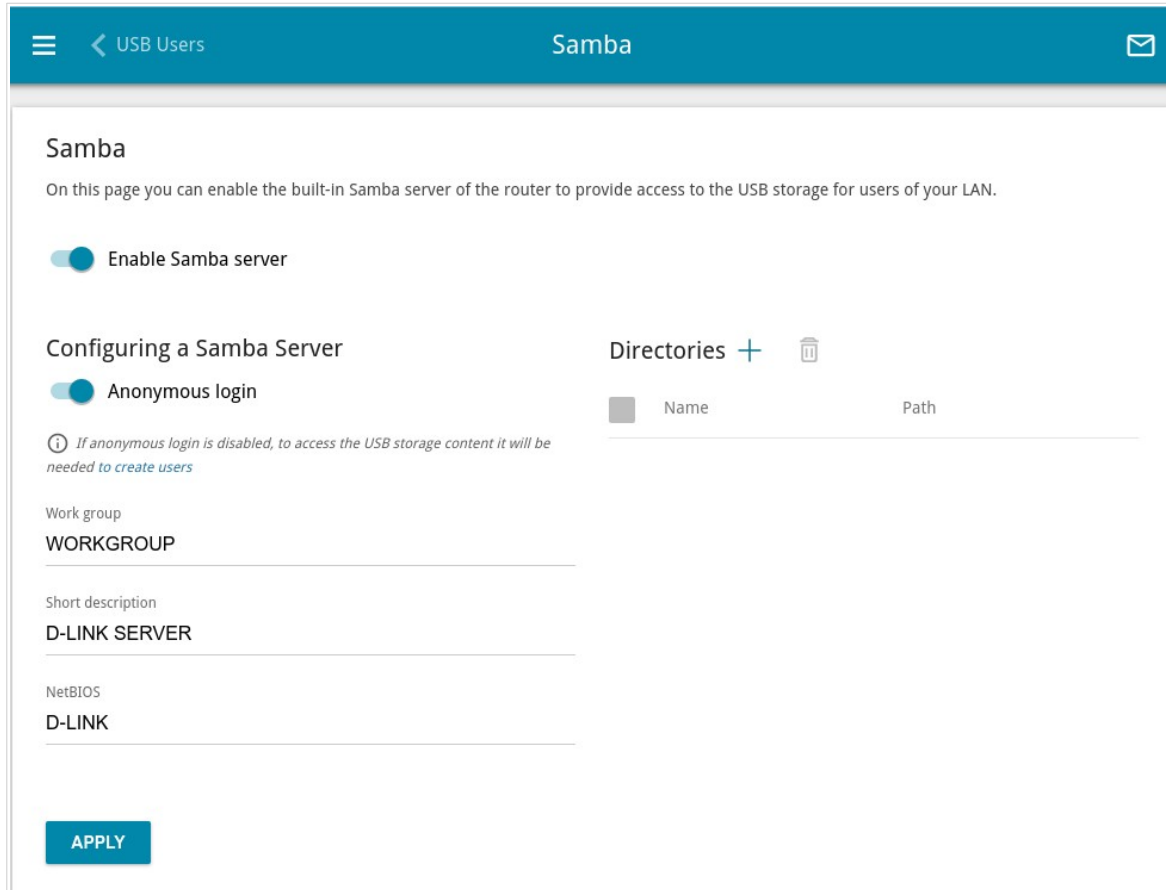 USB Users
Samba
Samba
On this page you can enable the built-in Samba server of the router to provide access to the USB storage for users of your LAN.
Enable Samba server
Configuring a Samba Server
Anonymous login
If anonymous login is disabled, to access the USB storage content it will be
needed to create users
Work group
WORKGROUP
Short description
D-LINK SERVER
NetBIOS
D-LINK
APPLY
Directories
Name Path